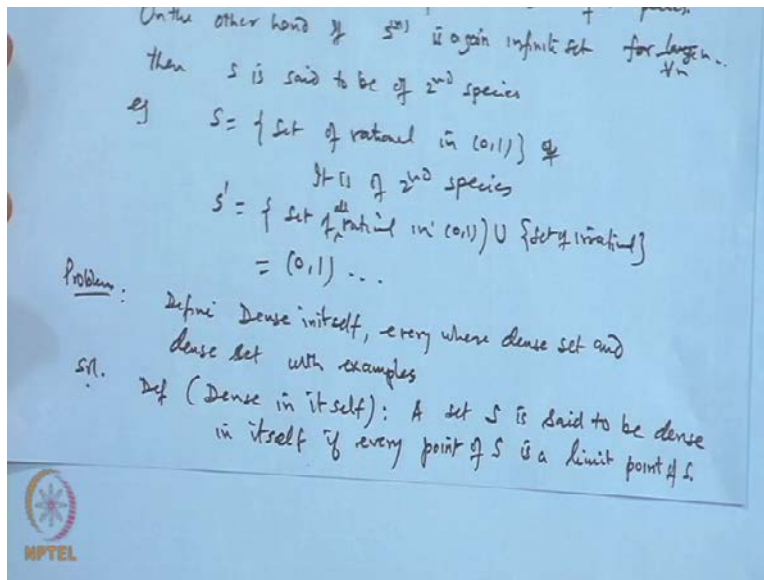 On the other hand if S⁽ⁿ⁾ is again infinite set for large n..
∀n
then S is said to be of 2nd species
eg S = { set of rational in (0,1) }
It is of 2nd species
S' = { set of all rational in (0,1) } ∪ { set of irrational }
= (0,1) ...
Problem: Define Dense initself, every where dense set and
dense set with examples
Sol. Def (Dense in it self): A set S is said to be dense
in itself if every point of S is a limit point of S.
NPTEL